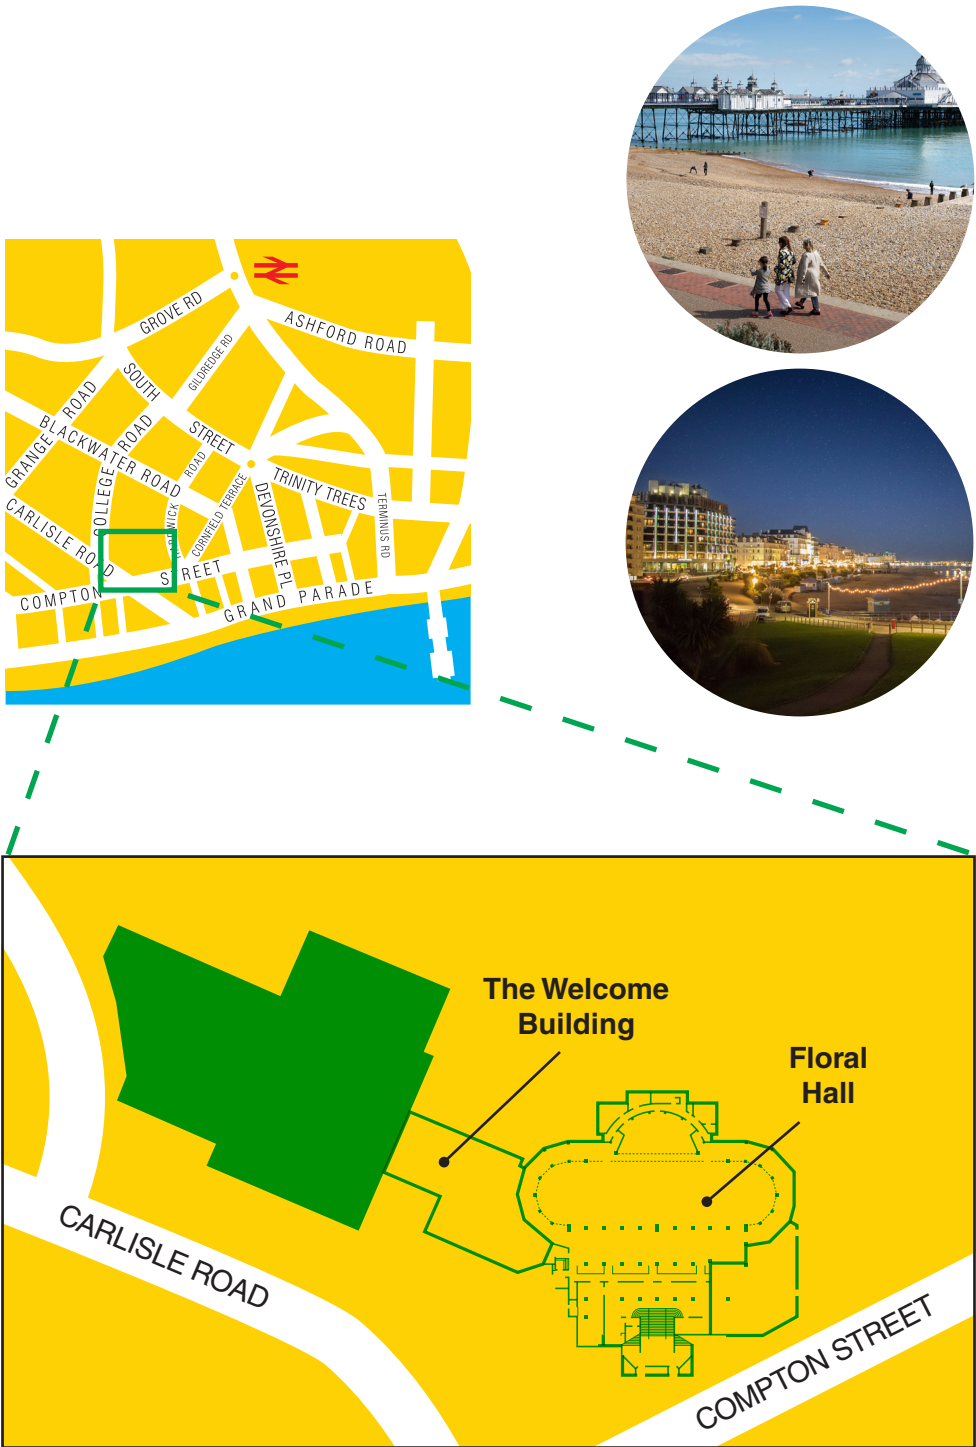 GROVE RD
ASHFORD ROAD
GILDREDGE RD
SOUTH
STREET
GRANGE ROAD
COLLEGE ROAD
BLACKWATER ROAD
ROAD
CORNFIELD TERRACE
TRINITY TREES
DEVONSHIRE PL
TERMINUS RD
CARLISLE ROAD
COMPTON
STREET
GRAND PARADE
The Welcome
Building
Floral
Hall
CARLISLE ROAD
COMPTON STREET